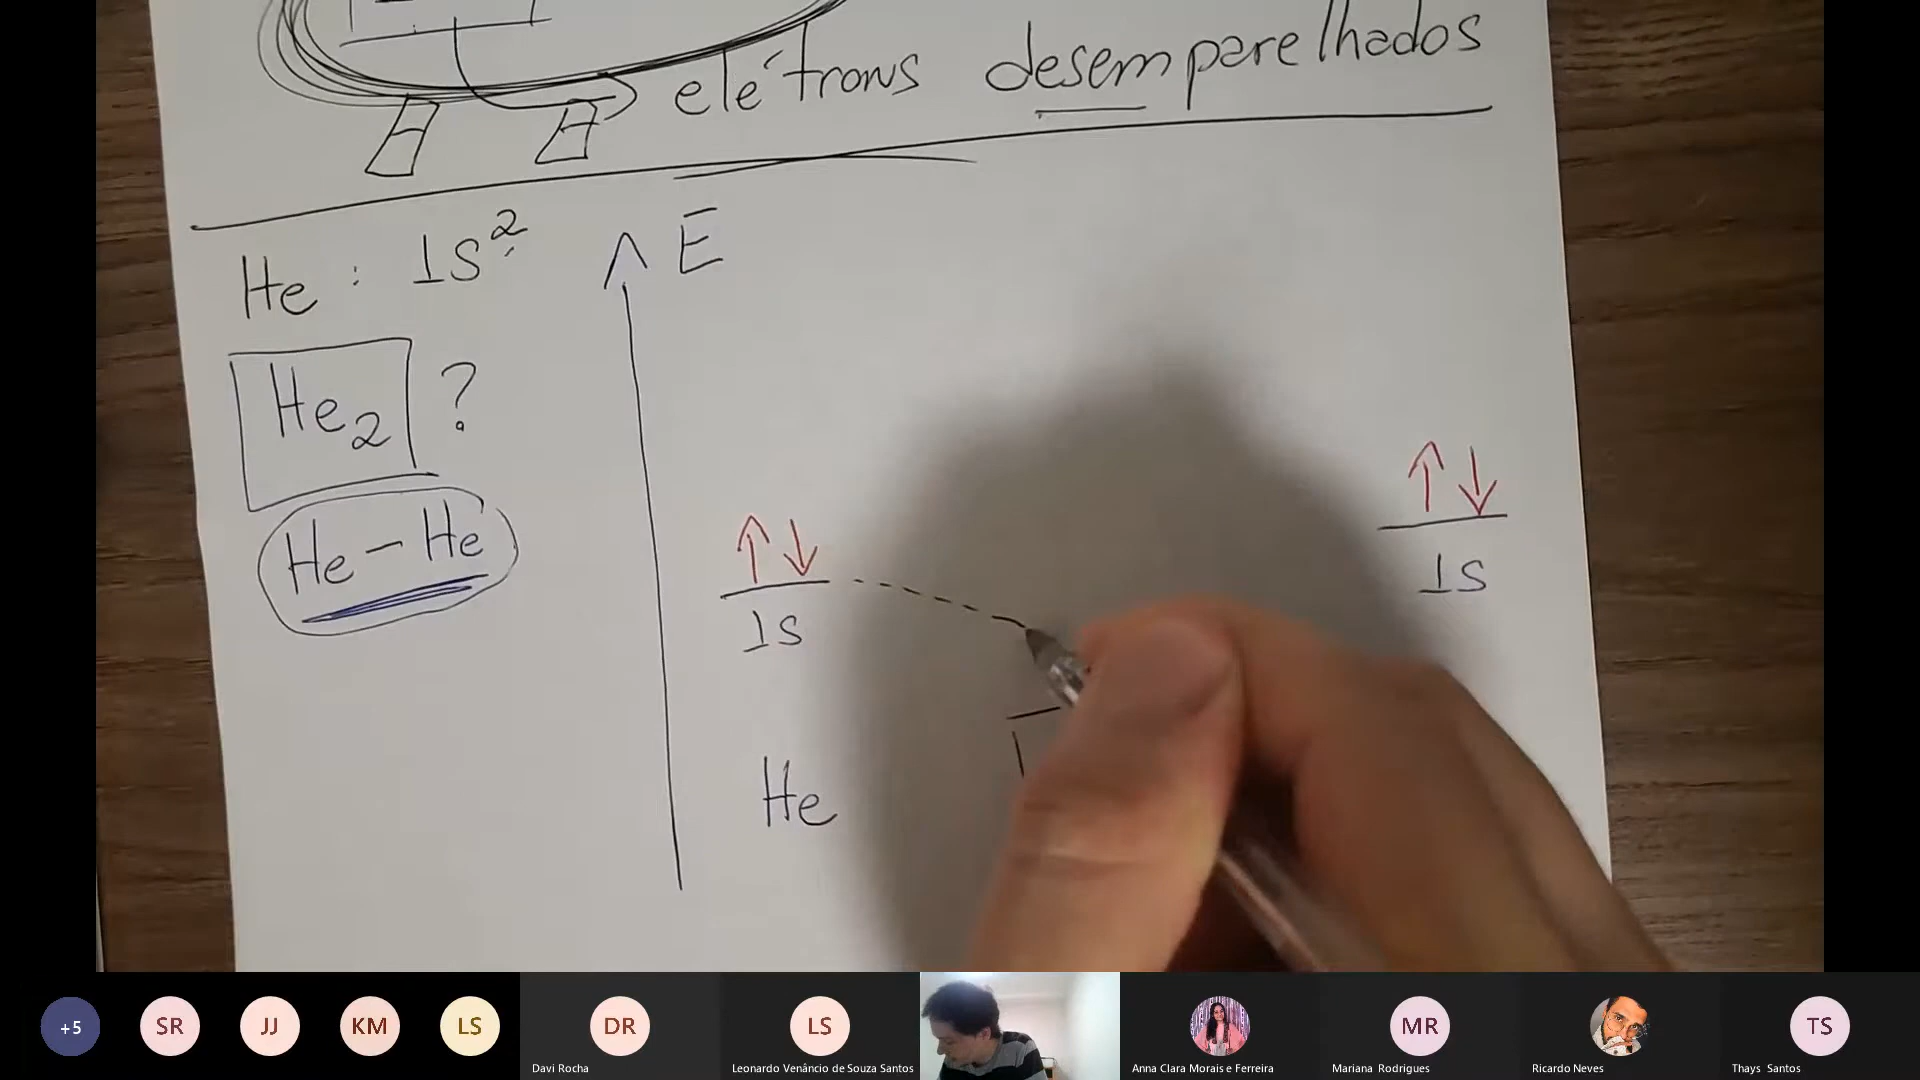 elétrons desemparelhados
He : 1S² E
He₂ ?
He – He
1S
1S
He
+5 SR JJ KM LS DR LS MR TS
Davi Rocha Leonardo Venâncio de Souza Santos Anna Clara Morais e Ferreira Mariana Rodrigues Ricardo Neves Thays Santos